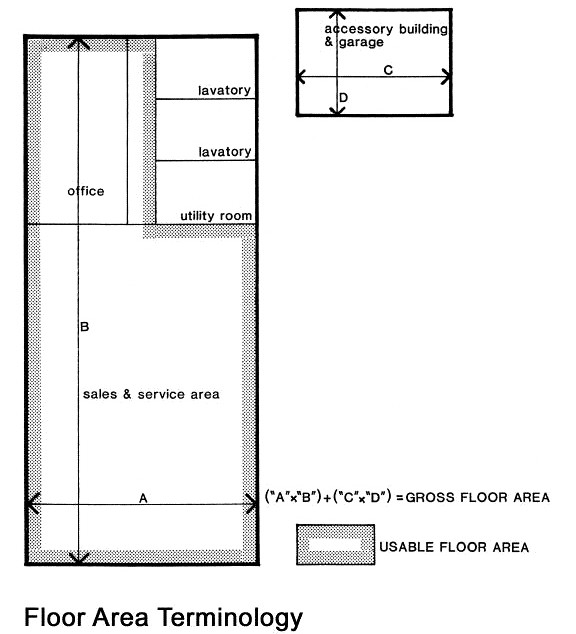 accessory building
& garage
C
D
lavatory
lavatory
office
utility room
B
sales & service area
A
("A"x"B")+("C"x"D") = GROSS FLOOR AREA
USABLE FLOOR AREA
Floor Area Terminology